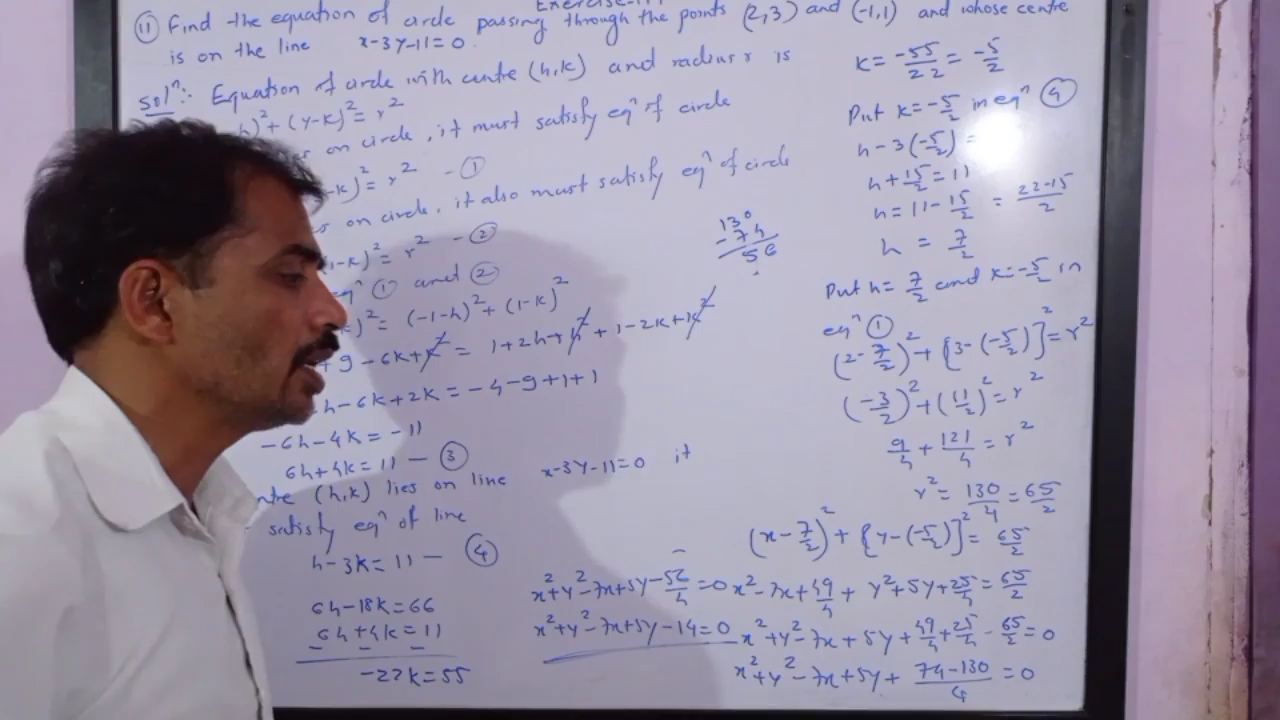 (11) Find the equation of circle passing through the points (2,3) and (-1,1) and whose centre
is on the line x-3y-11=0.
Solⁿ:- Equation of circle with centre (h,k) and radius r is
h)²+(y-k)²=r²
on circle, it must satisfy eqⁿ of circle
-k)²=r² - ①
on circle, it also must satisfy eqⁿ of circle
1-k)²=r² - ②
eqⁿ ① and ②
k)² = (-1-h)²+(1-k)²
+9-6k+k² = 1+2h+h²+1-2k+k²
h-6k+2k=-4-9+1+1
-6h-4k=-11
6h+4k=11 - ③
ntre (h,k) lies on line x-3y-11=0 it
satisfy eqⁿ of line
h-3k=11 - ④
6h-18k=66
6h+4k=11
- - -
-22k=55
130
-74
56
k=-55/22=-5/2
Put k=-5/2 in eqⁿ ④
h-3(-5/2)=
h+15/2=11
h=11-15/2 = 22-15/2
h = 7/2
Put h=7/2 and k=-5/2 in
eqⁿ ①
(2-7/2)²+[3-(-5/2)]²=r²
(-3/2)²+(11/2)²=r²
9/4+121/4=r²
r²=130/4=65/2
(x-7/2)²+[y-(-5/2)]²=65/2
x²-7x+49/4+y²+5y+25/4=65/2
x²+y²-7x+5y+49/4+25/4-65/2=0
x²+y²-7x+5y+74-130/4=0
x²+y²-7x+5y-56/4=0
x²+y²-7x+5y-14=0